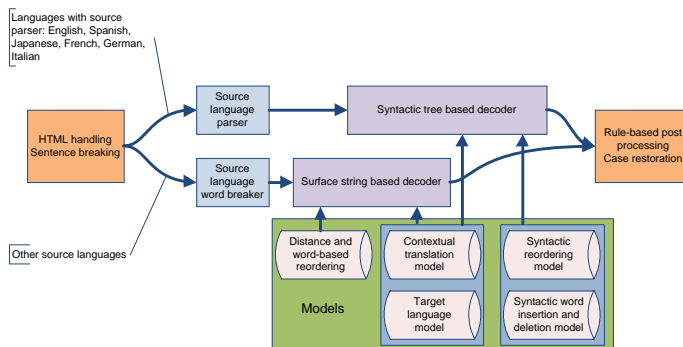 Languages with source
parser: English, Spanish,
Japanese, French, German,
Italian
HTML handling
Sentence breaking
Source
language
parser
Syntactic tree based decoder
Rule-based post
processing
Case restoration
Source
language
word breaker
Surface string based decoder
Other source languages
Distance and
word-based
reordering
Contextual
translation
model
Syntactic
reordering
model
Models
Target
language
model
Syntactic word
insertion and
deletion model